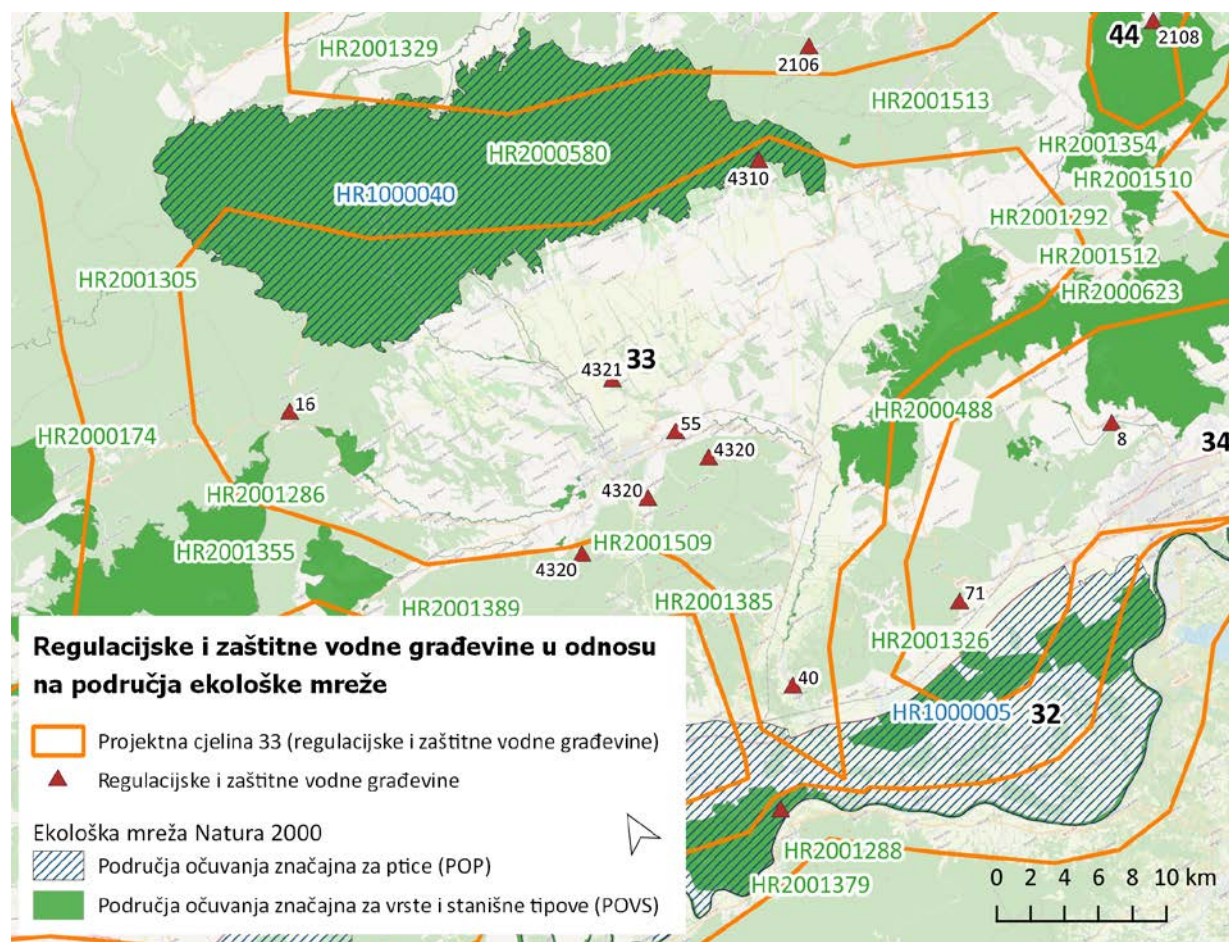 HR2001329
44
2108
2106
HR2001513
HR2000580
HR2001354
4310
HR2001510
HR1000040
HR2001292
HR2001512
HR2001305
HR2000623
4321
33
16
HR2000488
55
8
HR2000174
34
4320
HR2001286
4320
HR2001355
HR2001509
4320
HR2001389
HR2001385
71
HR2001326
40
HR1000005
32
HR2001288
HR2001379
Regulacijske i zaštitne vodne građevine u odnosu
na područja ekološke mreže
Projektna cjelina 33 (regulacijske i zaštitne vodne građevine)
Regulacijske i zaštitne vodne građevine
Ekološka mreža Natura 2000
Područja očuvanja značajna za ptice (POP)
Područja očuvanja značajna za vrste i stanišne tipove (POVS)
0 2 4 6 8 10 km